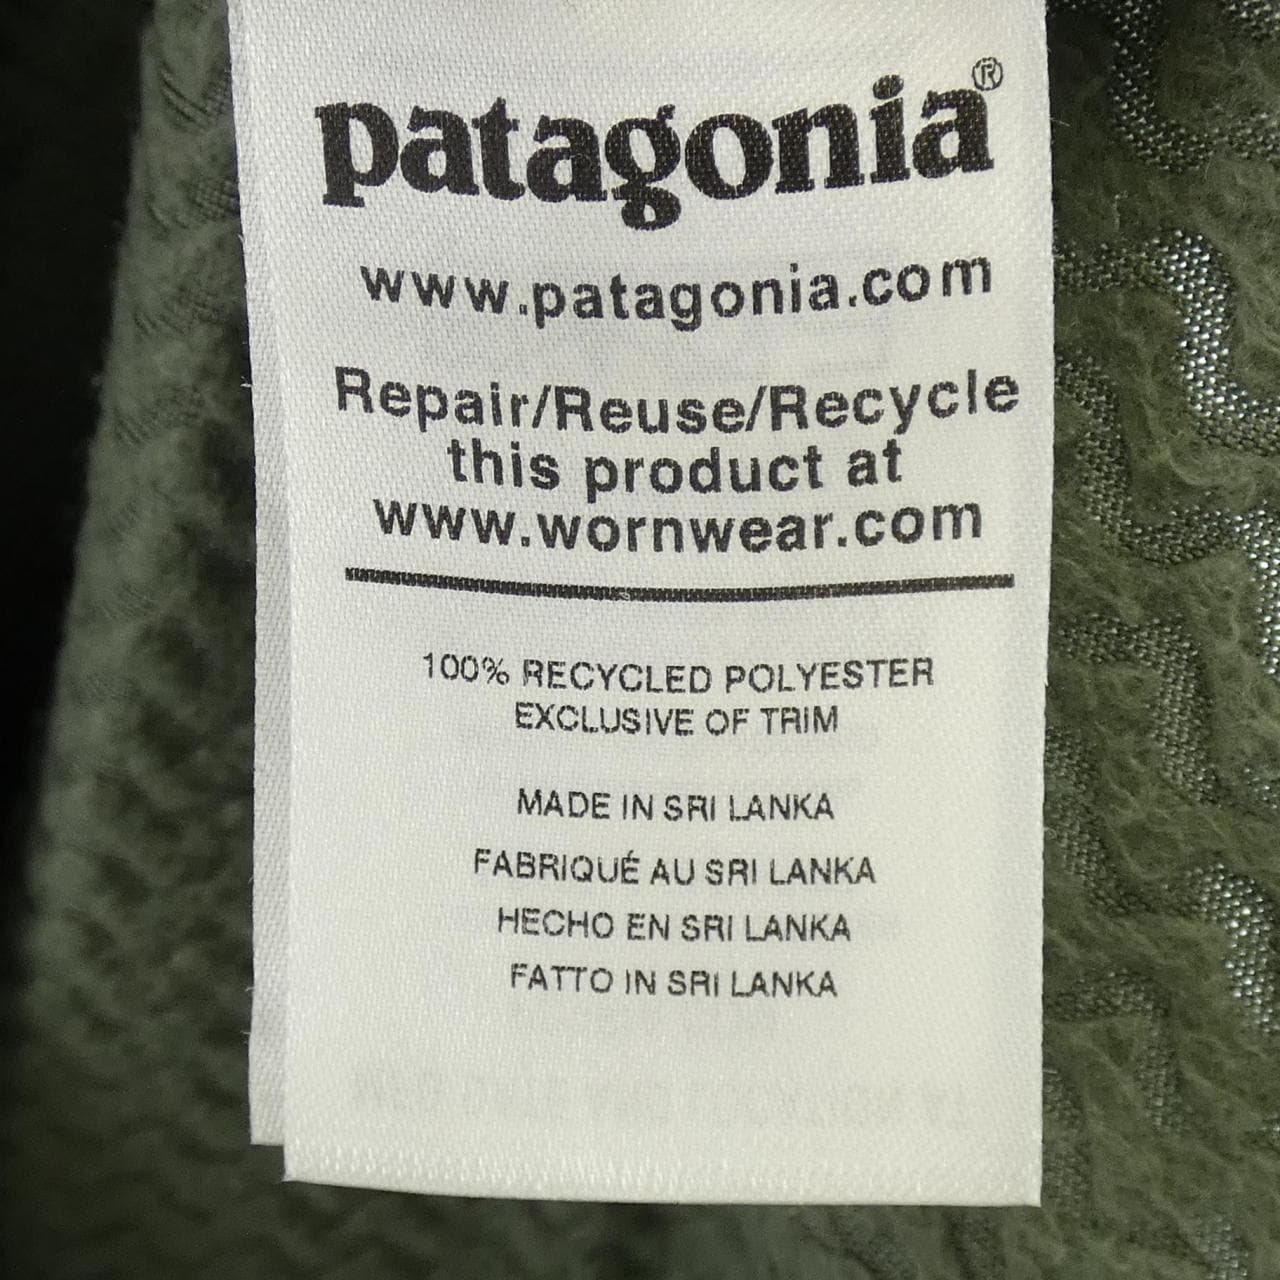 patagonia®
www.patagonia.com
Repair/Reuse/Recycle
this product at
www.wornwear.com
100% RECYCLED POLYESTER
EXCLUSIVE OF TRIM
MADE IN SRI LANKA
FABRIQUÉ AU SRI LANKA
HECHO EN SRI LANKA
FATTO IN SRI LANKA